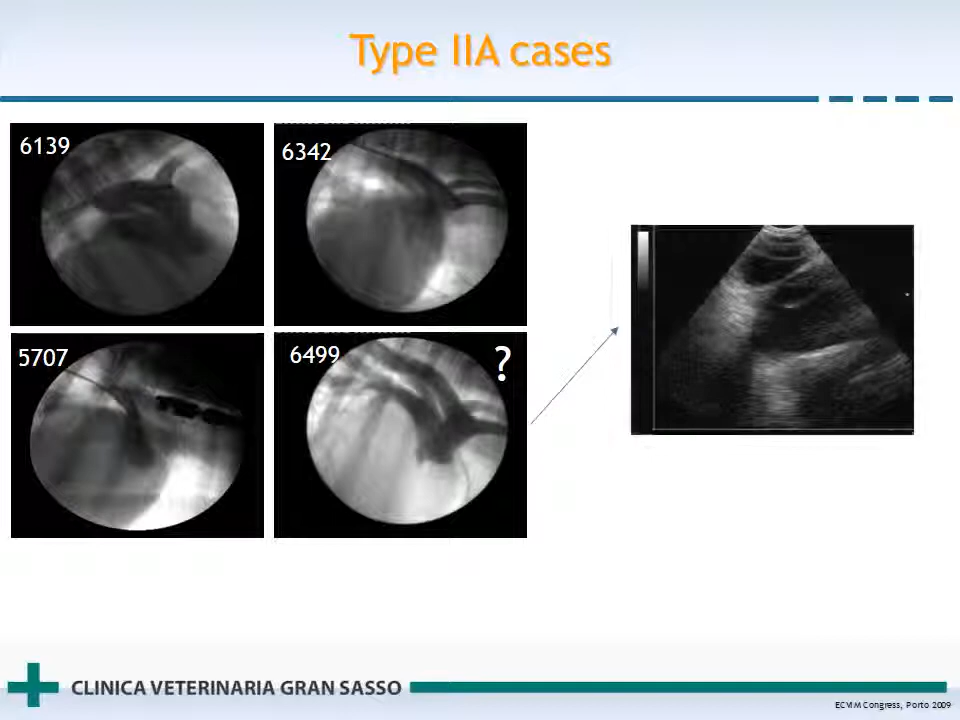 Type IIA cases
6139
6342
5707
6499
?
CLINICA VETERINARIA GRAN SASSO
ECVIM Congress, Porto 2009